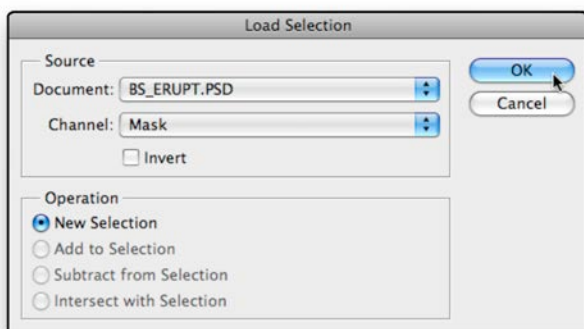 Load Selection
Source
Document: BS_ERUPT.PSD
Channel: Mask
Invert
OK
Cancel
Operation
New Selection
Add to Selection
Subtract from Selection
Intersect with Selection